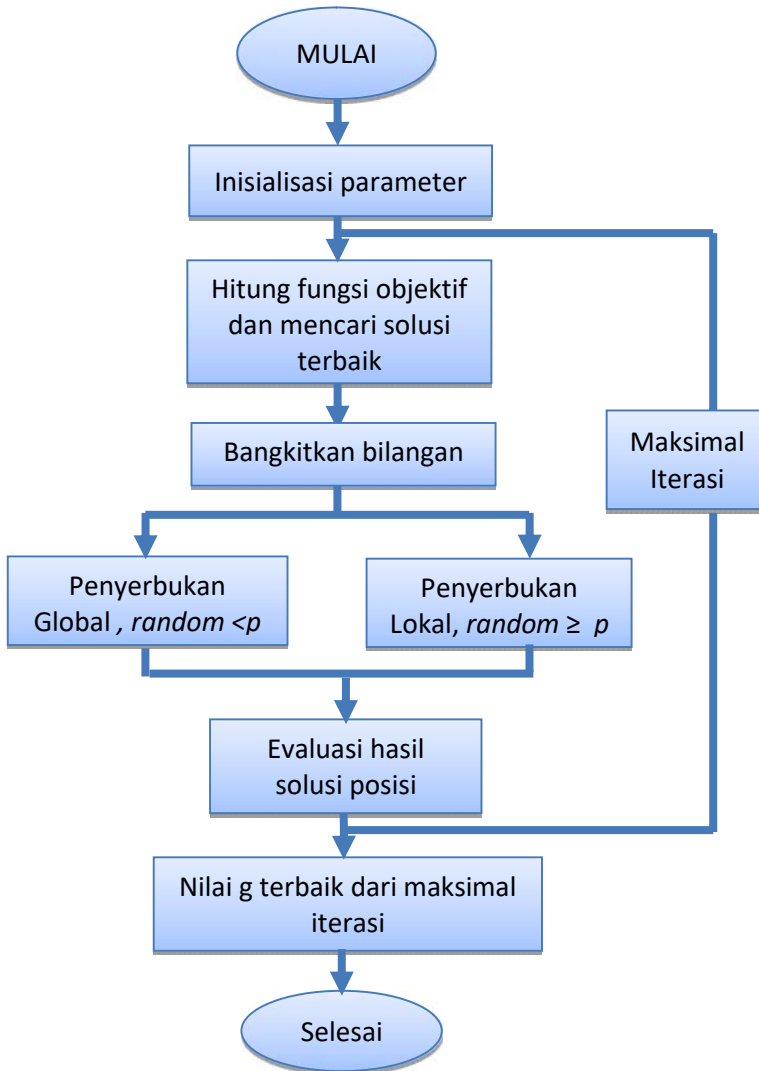 MULAI
Inisialisasi parameter
Hitung fungsi objektif
dan mencari solusi
terbaik
Bangkitkan bilangan
Maksimal
Iterasi
Penyerbukan
Global , random <p
Penyerbukan
Lokal, random ≥ p
Evaluasi hasil
solusi posisi
Nilai g terbaik dari maksimal
iterasi
Selesai